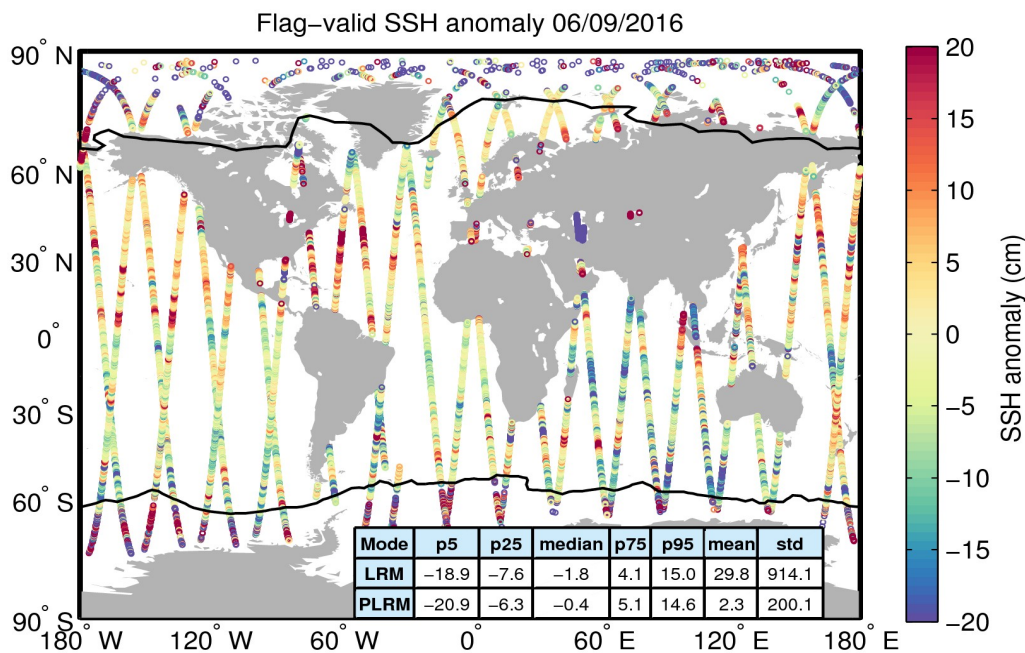 Flag−valid SSH anomaly 06/09/2016
90° N
60° N
30° N
0°
30° S
60° S
90° S
180° W
120° W
60° W
0°
60° E
120° E
180° E
Mode p5 p25 median p75 p95 mean std
LRM −18.9 −7.6 −1.8 4.1 15.0 29.8 914.1
PLRM −20.9 −6.3 −0.4 5.1 14.6 2.3 200.1
20
15
10
5
0
−5
−10
−15
−20
SSH anomaly (cm)